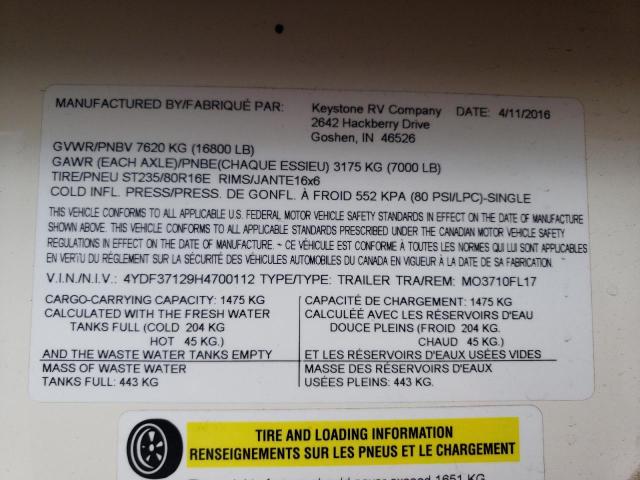 MANUFACTURED BY/FABRIQUÉ PAR: Keystone RV Company DATE: 4/11/2016
2642 Hackberry Drive
Goshen, IN 46526
GVWR/PNBV 7620 KG (16800 LB)
GAWR (EACH AXLE)/PNBE(CHAQUE ESSIEU) 3175 KG (7000 LB)
TIRE/PNEU ST235/80R16E RIMS/JANTE16x6
COLD INFL. PRESS/PRESS. DE GONFL. À FROID 552 KPA (80 PSI/LPC)-SINGLE
THIS VEHICLE CONFORMS TO ALL APPLICABLE U.S. FEDERAL MOTOR VEHICLE SAFETY STANDARDS IN EFFECT ON THE DATE OF MANUFACTURE
SHOWN ABOVE. THIS VEHICLE CONFORMS TO ALL APPLICABLE STANDARDS PRESCRIBED UNDER THE CANADIAN MOTOR VEHICLE SAFETY
REGULATIONS IN EFFECT ON THE DATE OF MANUFACTURE. ~ CE VÉHICULE EST CONFORME À TOUTES LES NORMES QUI LUI SONT APPLICABLES
EN VERTU DU RÉGLEMENT SUR LA SÉCURITÉ DES VÉHICULES AUTOMOBILES DU CANADA EN VIGUEUR À LA DATE DE SA FABRICATION.
V.I.N./N.I.V.: 4YDF37129H4700112 TYPE/TYPE: TRAILER TRA/REM: MO3710FL17
CARGO-CARRYING CAPACITY: 1475 KG
CALCULATED WITH THE FRESH WATER
TANKS FULL (COLD 204 KG
HOT 45 KG.)
AND THE WASTE WATER TANKS EMPTY
MASS OF WASTE WATER
TANKS FULL: 443 KG
CAPACITÉ DE CHARGEMENT: 1475 KG
CALCULÉE AVEC LES RÉSERVOIRS D'EAU
DOUCE PLEINS (FROID 204 KG.
CHAUD 45 KG.)
ET LES RÉSERVOIRS D'EAUX USÉES VIDES
MASSE DES RÉSERVOIRS D'EAUX
USÉES PLEINS: 443 KG.
TIRE AND LOADING INFORMATION
RENSEIGNEMENTS SUR LES PNEUS ET LE CHARGEMENT
exceed 1651 KG